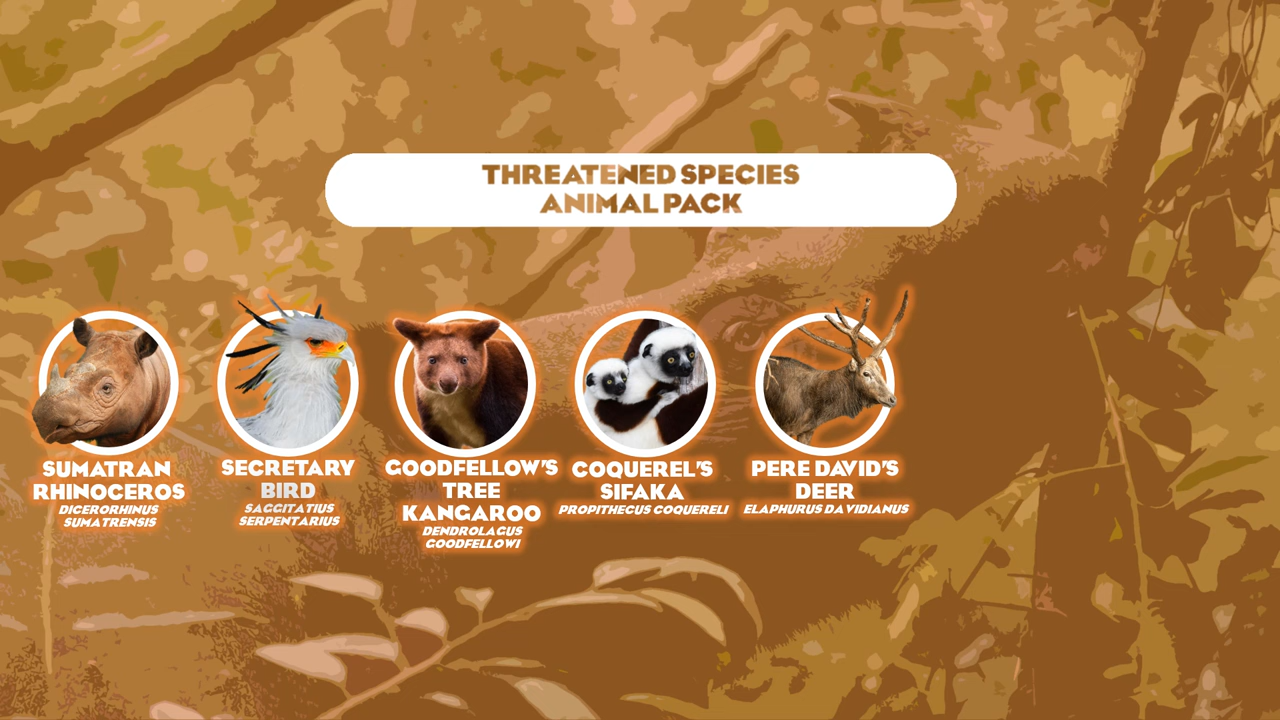 THREATENED SPECIES
ANIMAL PACK
SUMATRAN
RHINOCEROS
DICERORHINUS
SUMATRENSIS
SECRETARY
BIRD
SAGGITATIUS
SERPENTARIUS
GOODFELLOW'S
TREE
KANGAROO
DENDROLAGUS
GOODFELLOWI
COQUEREL'S
SIFAKA
PROPITHECUS COQUERELI
PERE DAVID'S
DEER
ELAPHURUS DAVIDIANUS